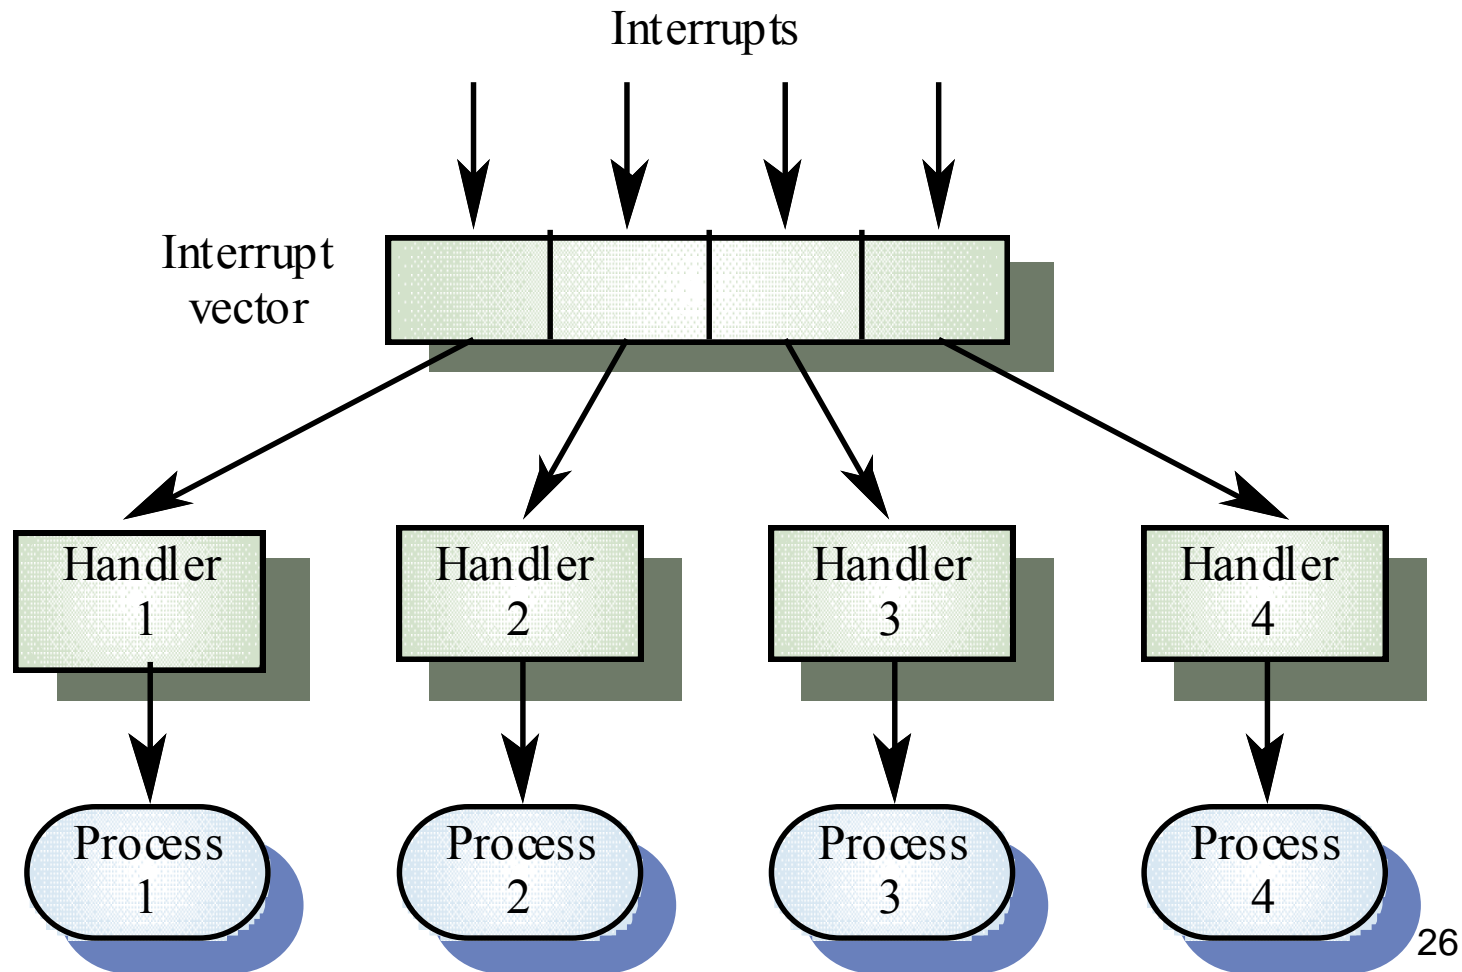 Interrupts
Interrupt
vector
Handler
1
Handler
2
Handler
3
Handler
4
Process
1
Process
2
Process
3
Process
4
26